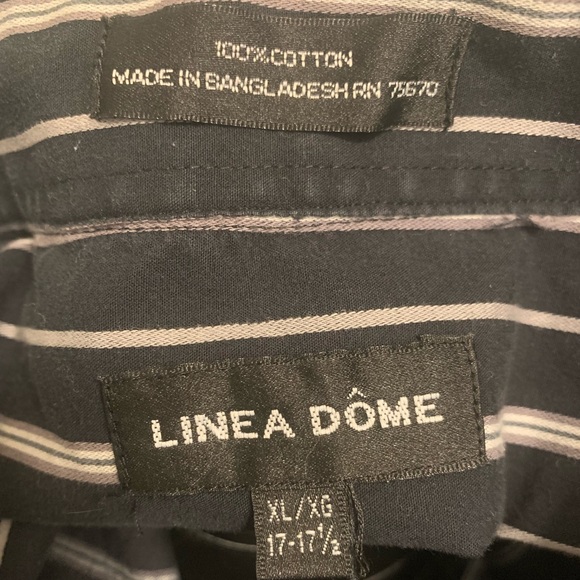 100% COTTON
MADE IN BANGLADESH RN 75670
LINEA DÔME
XL/XG
17-17½